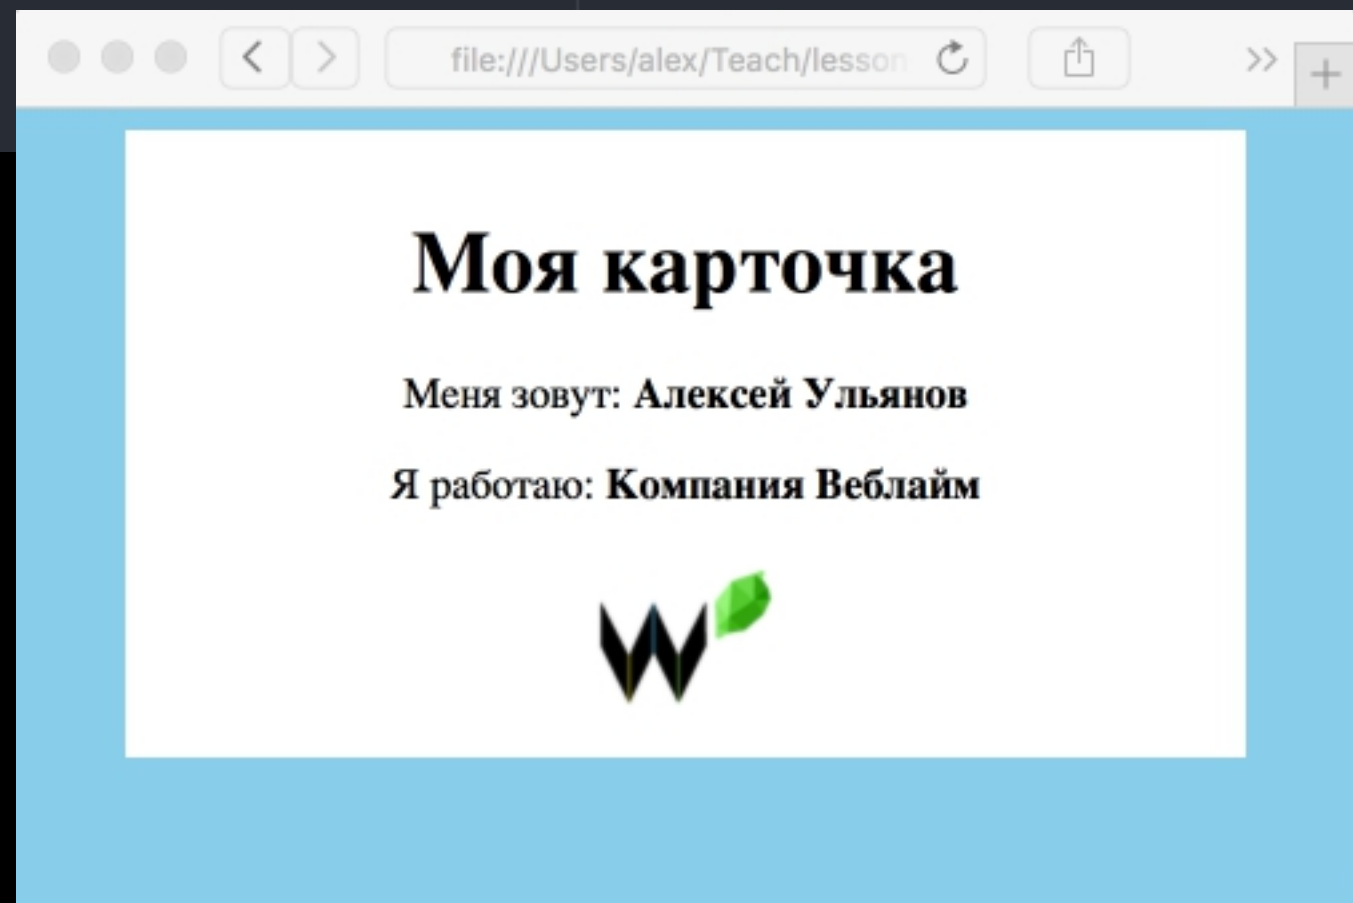 file:///Users/alex/Teach/lesson
Моя карточка
Меня зовут: Алексей Ульянов
Я работаю: Компания Веблайм
W